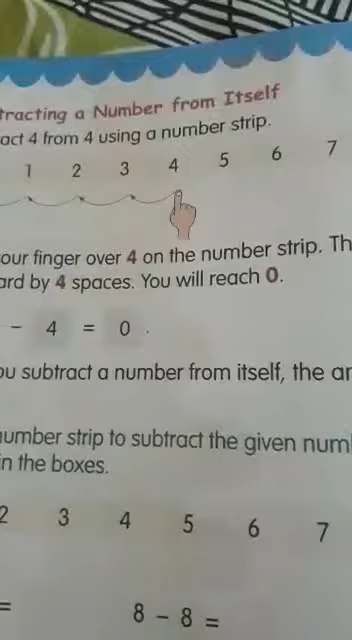 tracting a Number from Itself
act 4 from 4 using a number strip.
1 2 3 4 5 6 7
our finger over 4 on the number strip. Th
ard by 4 spaces. You will reach 0.
- 4 = 0 .
ou subtract a number from itself, the an
number strip to subtract the given num
in the boxes.
2 3 4 5 6 7
= 8 - 8 =